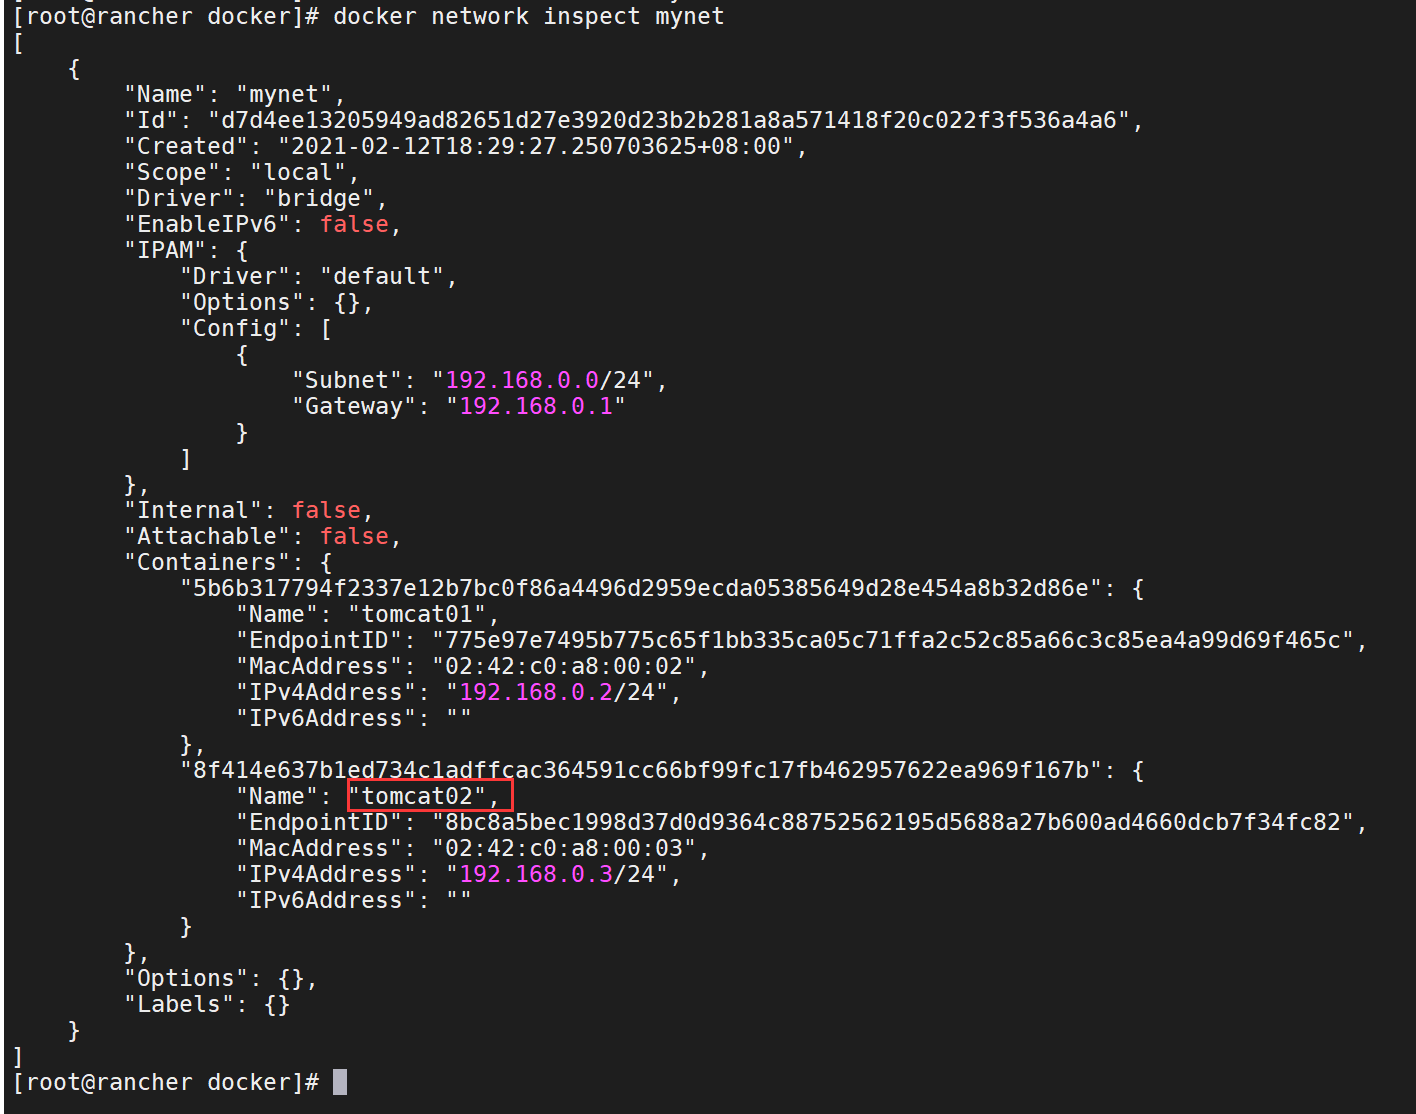 [root@rancher docker]# docker network inspect mynet
[
    {
        "Name": "mynet",
        "Id": "d7d4ee13205949ad82651d27e3920d23b2b281a8a571418f20c022f3f536a4a6",
        "Created": "2021-02-12T18:29:27.250703625+08:00",
        "Scope": "local",
        "Driver": "bridge",
        "EnableIPv6": false,
        "IPAM": {
            "Driver": "default",
            "Options": {},
            "Config": [
                {
                    "Subnet": "192.168.0.0/24",
                    "Gateway": "192.168.0.1"
                }
            ]
        },
        "Internal": false,
        "Attachable": false,
        "Containers": {
            "5b6b317794f2337e12b7bc0f86a4496d2959ecda05385649d28e454a8b32d86e": {
                "Name": "tomcat01",
                "EndpointID": "775e97e7495b775c65f1bb335ca05c71ffa2c52c85a66c3c85ea4a99d69f465c",
                "MacAddress": "02:42:c0:a8:00:02",
                "IPv4Address": "192.168.0.2/24",
                "IPv6Address": ""
            },
            "8f414e637b1ed734c1adffcac364591cc66bf99fc17fb462957622ea969f167b": {
                "Name": "tomcat02",
                "EndpointID": "8bc8a5bec1998d37d0d9364c88752562195d5688a27b600ad4660dcb7f34fc82",
                "MacAddress": "02:42:c0:a8:00:03",
                "IPv4Address": "192.168.0.3/24",
                "IPv6Address": ""
            }
        },
        "Options": {},
        "Labels": {}
    }
]
[root@rancher docker]#